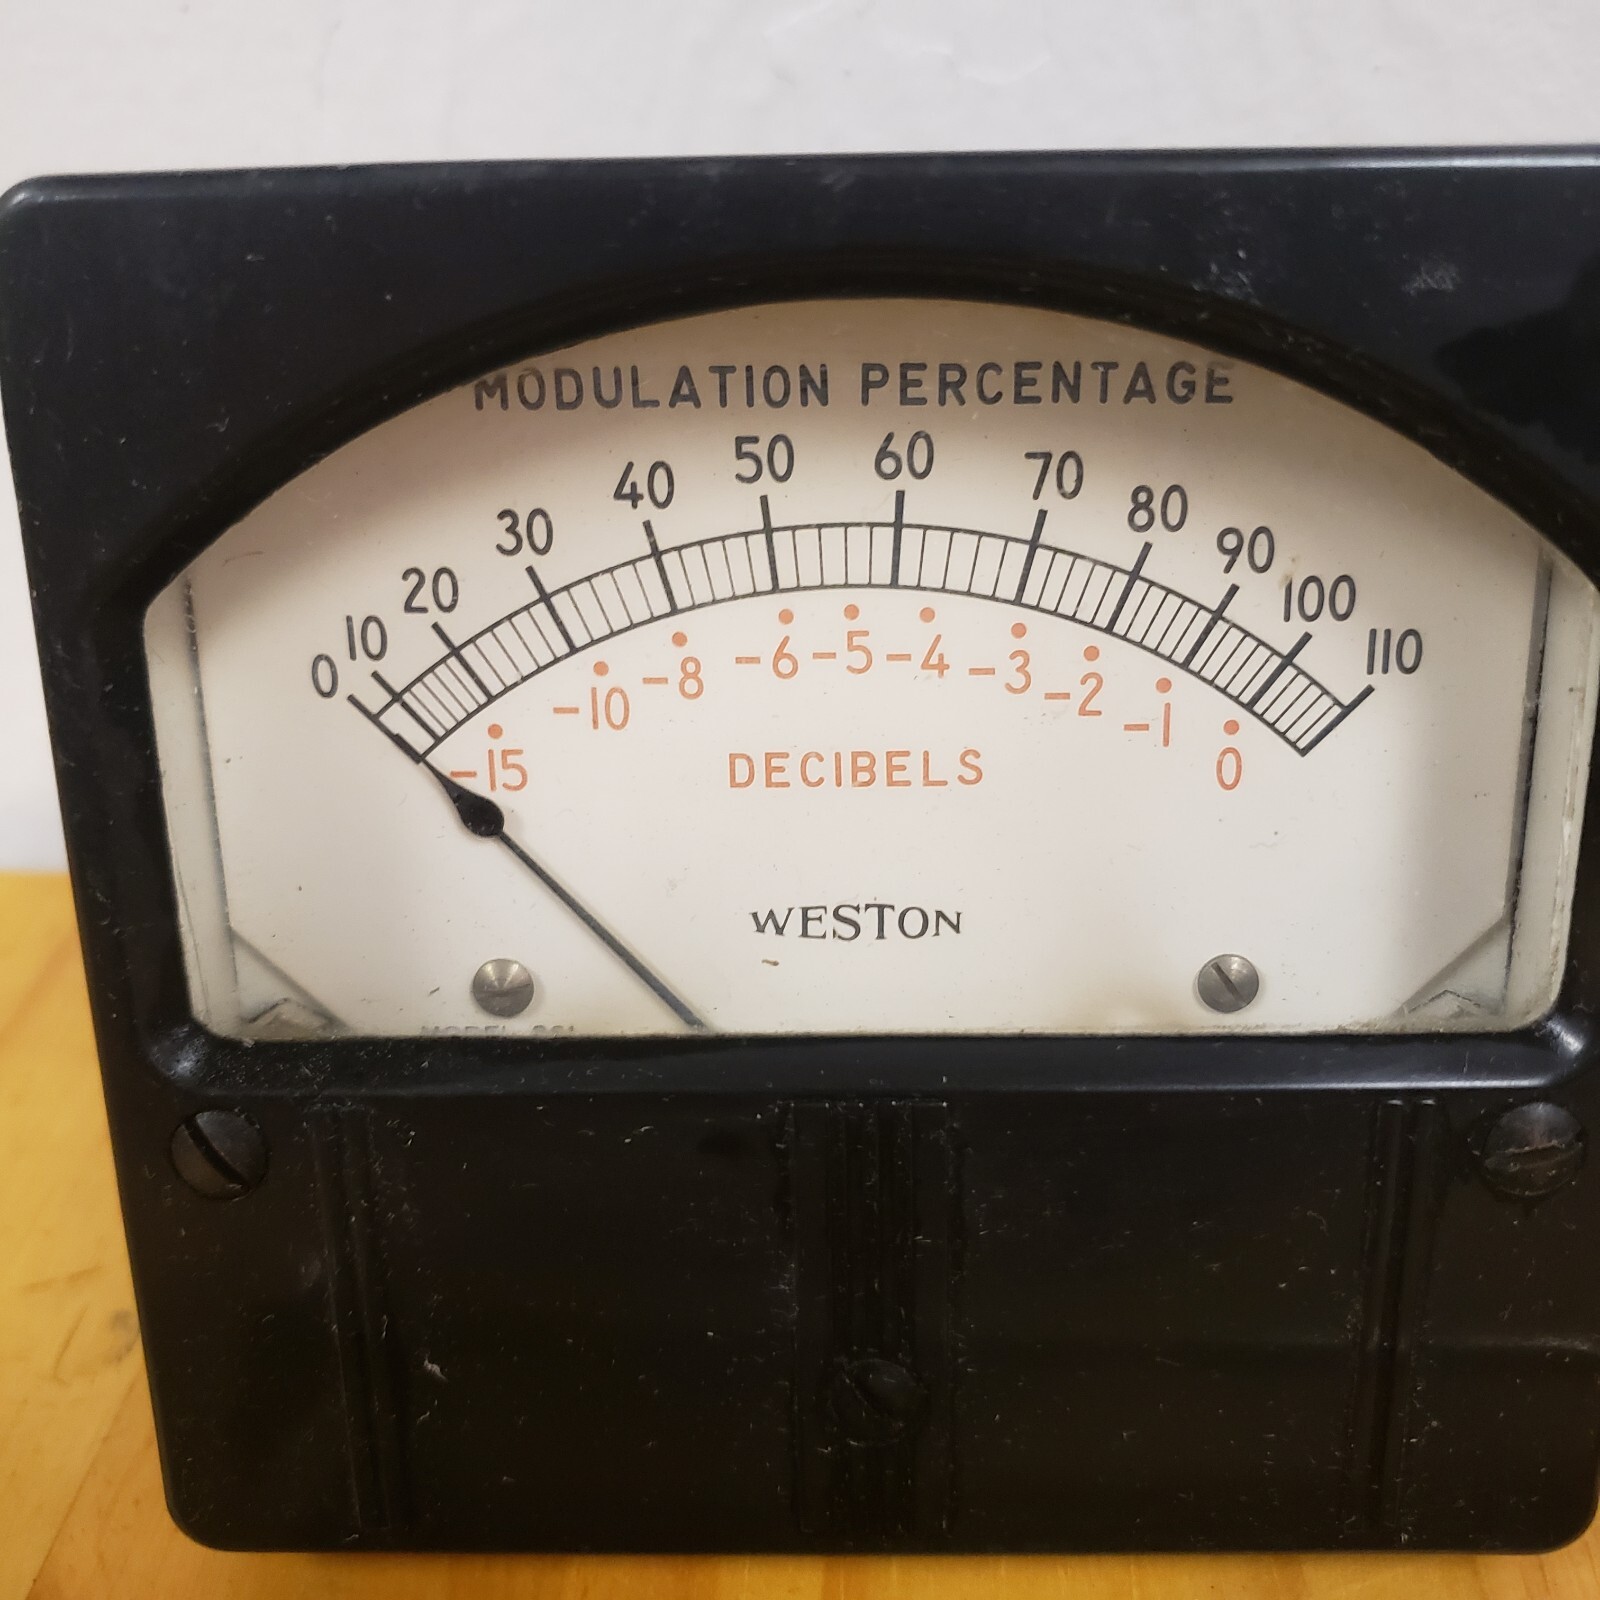 MODULATION PERCENTAGE
0 10 20 30 40 50 60 70 80 90 100 110
-15 -10 -8 -6 -5 -4 -3 -2 -1 0
DECIBELS
WESTON